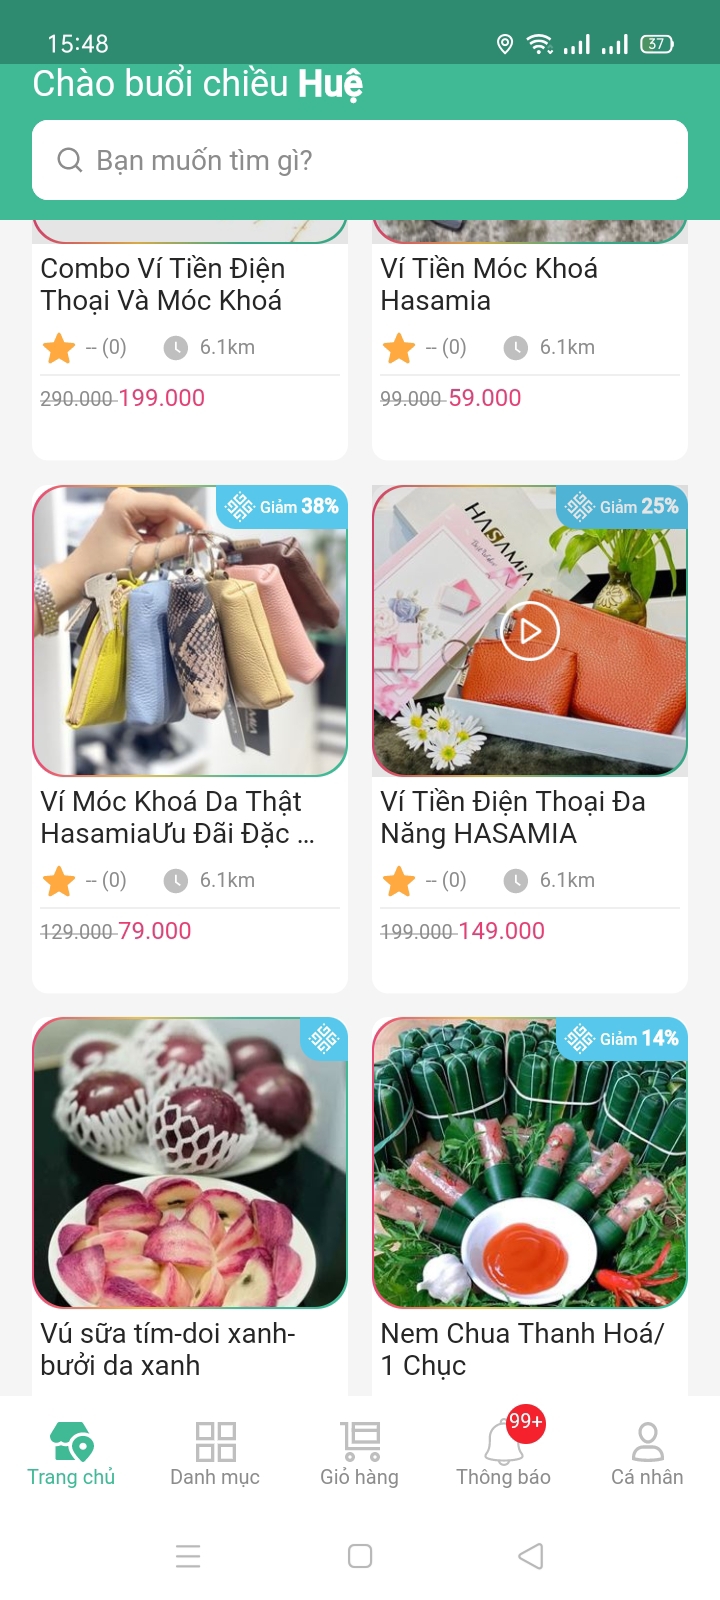 15:48
37
Chào buổi chiều Huệ
Bạn muốn tìm gì?
Combo Ví Tiền Điện
Thoại Và Móc Khoá
-- (0)
6.1km
290.000 199.000
Ví Tiền Móc Khoá
Hasamia
-- (0)
6.1km
99.000 59.000
Giảm 38%
Ví Móc Khoá Da Thật
HasamiaƯu Đãi Đặc ...
-- (0)
6.1km
129.000 79.000
Giảm 25%
HASAMIA
Ví Tiền Điện Thoại Đa
Năng HASAMIA
-- (0)
6.1km
199.000 149.000
Vú sữa tím-doi xanh-
bưởi da xanh
Giảm 14%
Nem Chua Thanh Hoá/
1 Chục
99+
Trang chủ
Danh mục
Giỏ hàng
Thông báo
Cá nhân